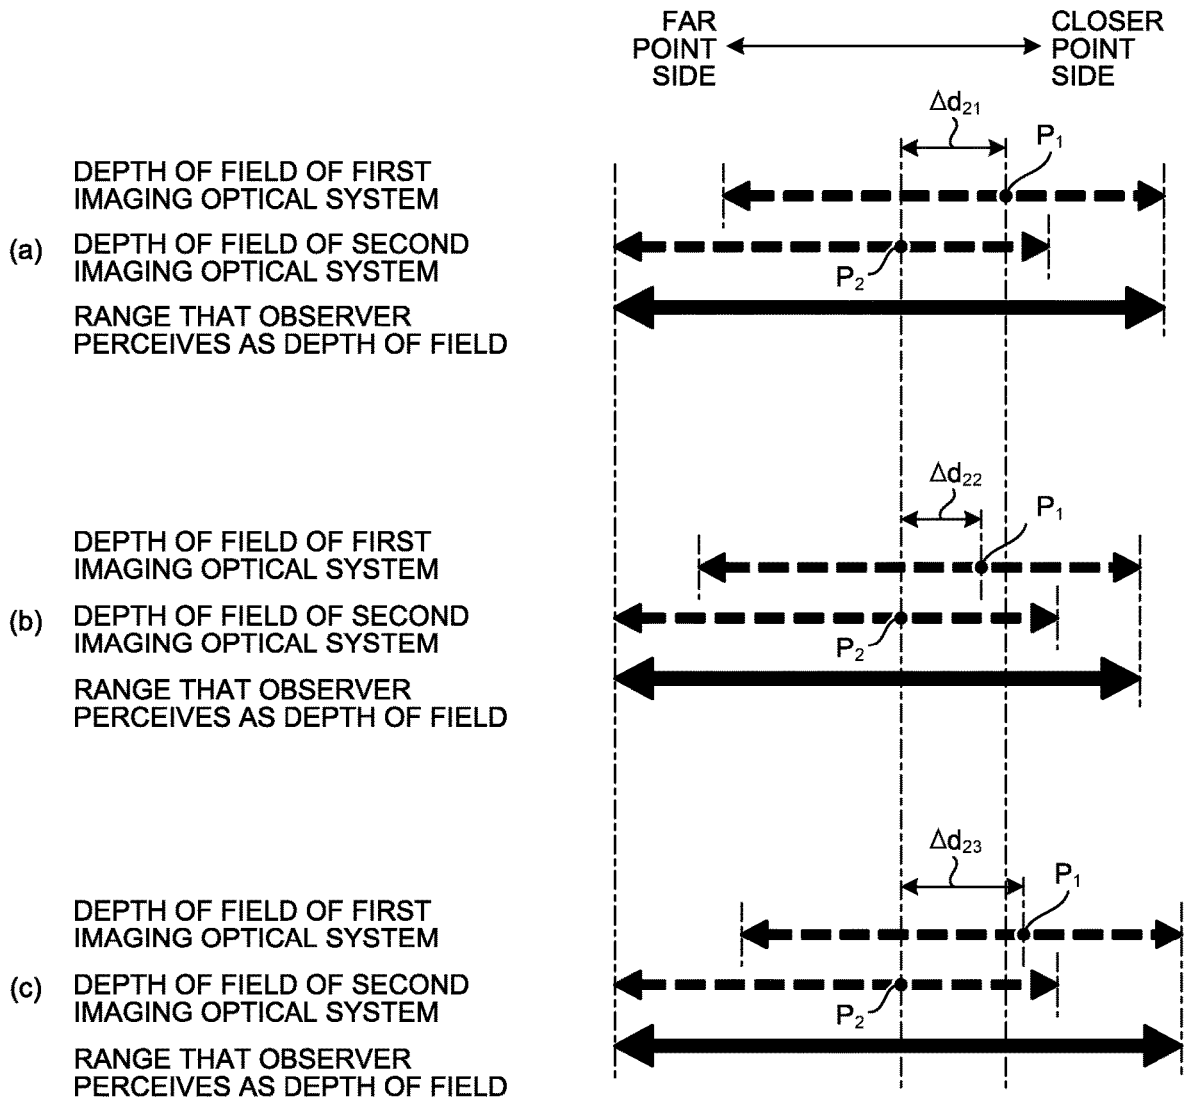 FAR
POINT
SIDE
CLOSER
POINT
SIDE
Δd21
P1
DEPTH OF FIELD OF FIRST
IMAGING OPTICAL SYSTEM
(a)
DEPTH OF FIELD OF SECOND
IMAGING OPTICAL SYSTEM
P2
RANGE THAT OBSERVER
PERCEIVES AS DEPTH OF FIELD
Δd22
P1
DEPTH OF FIELD OF FIRST
IMAGING OPTICAL SYSTEM
(b)
DEPTH OF FIELD OF SECOND
IMAGING OPTICAL SYSTEM
P2
RANGE THAT OBSERVER
PERCEIVES AS DEPTH OF FIELD
Δd23
P1
DEPTH OF FIELD OF FIRST
IMAGING OPTICAL SYSTEM
(c)
DEPTH OF FIELD OF SECOND
IMAGING OPTICAL SYSTEM
P2
RANGE THAT OBSERVER
PERCEIVES AS DEPTH OF FIELD